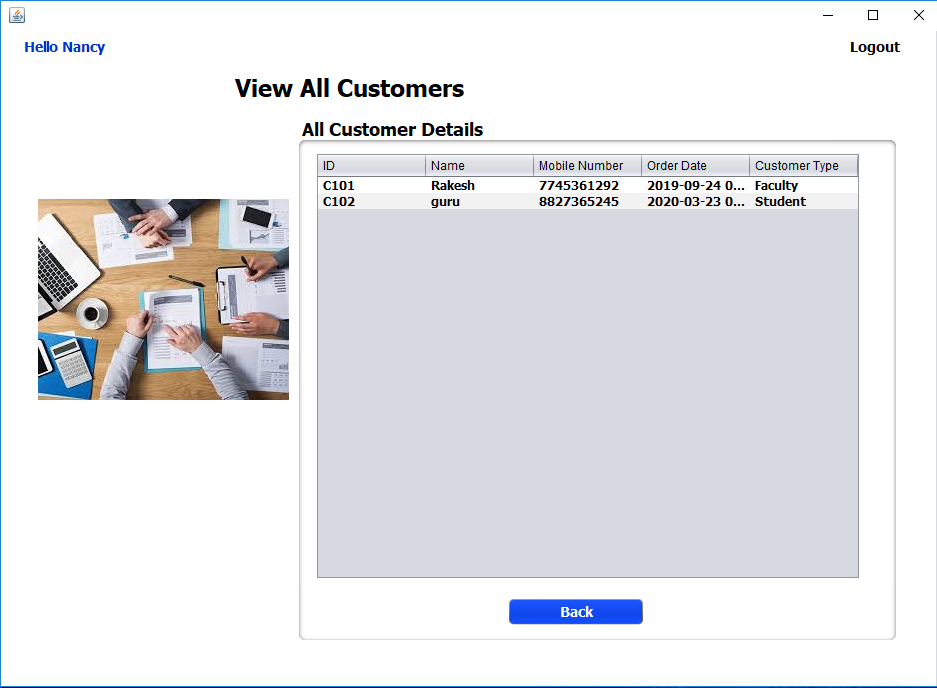 Hello Nancy Logout
View All Customers
All Customer Details
ID Name Mobile Number Order Date Customer Type
C101 Rakesh 7745361292 2019-09-24 0... Faculty
C102 guru 8827365245 2020-03-23 0... Student
Back